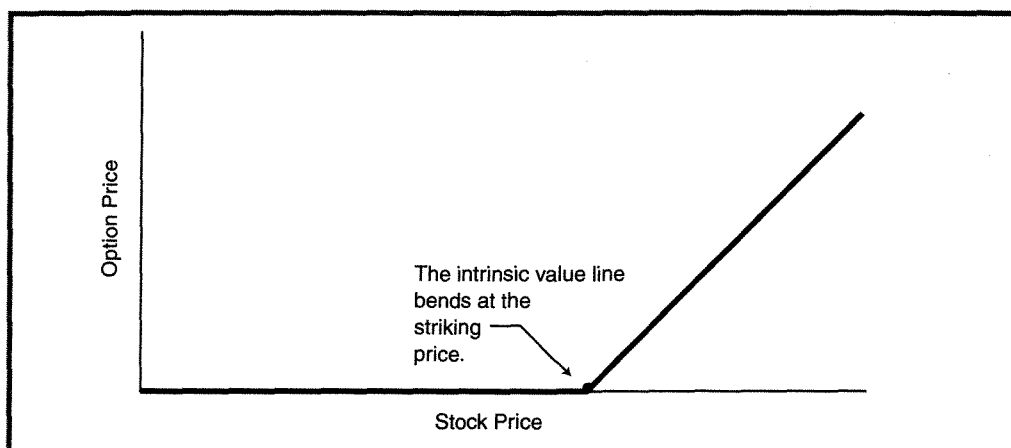 Option Price
The intrinsic value line
bends at the
striking
price.
Stock Price